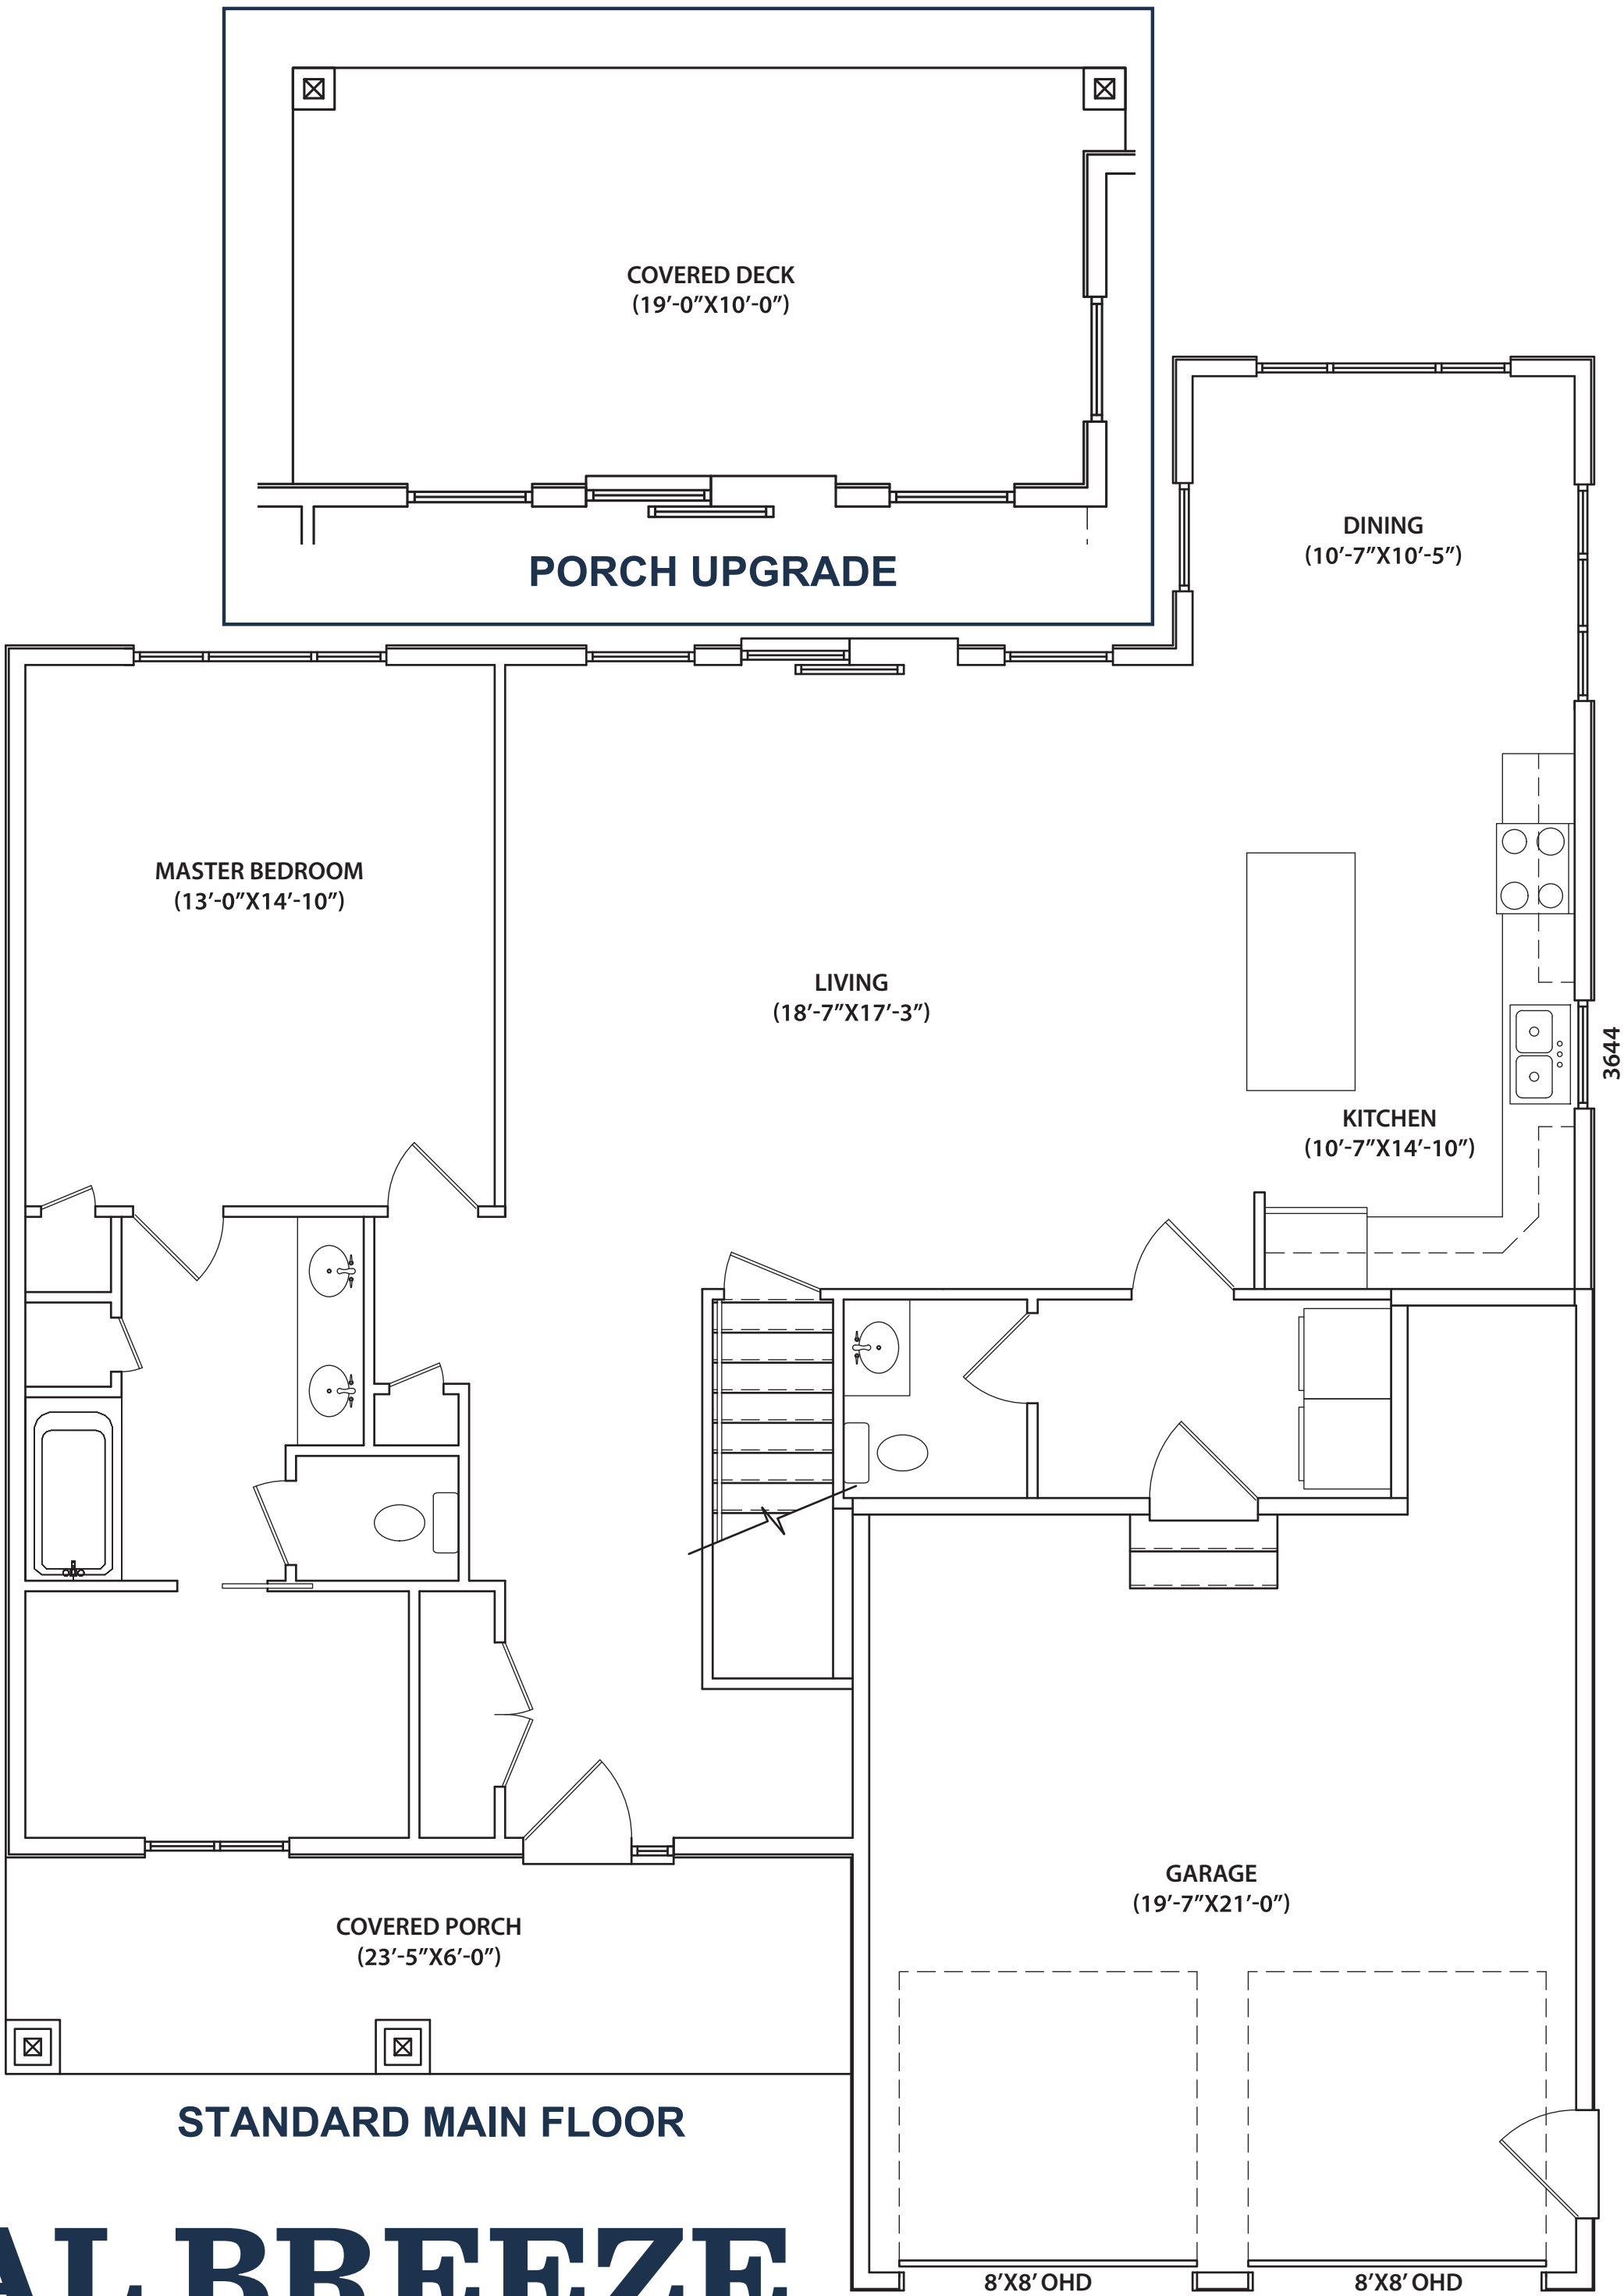 COVERED DECK
(19′-0″X10′-0″)
PORCH UPGRADE
DINING
(10′-7″X10′-5″)
MASTER BEDROOM
(13′-0″X14′-10″)
LIVING
(18′-7″X17′-3″)
3644
KITCHEN
(10′-7″X14′-10″)
GARAGE
(19′-7″X21′-0″)
COVERED PORCH
(23′-5″X6′-0″)
STANDARD MAIN FLOOR
AL BREEZE
8′X8′ OHD
8′X8′ OHD